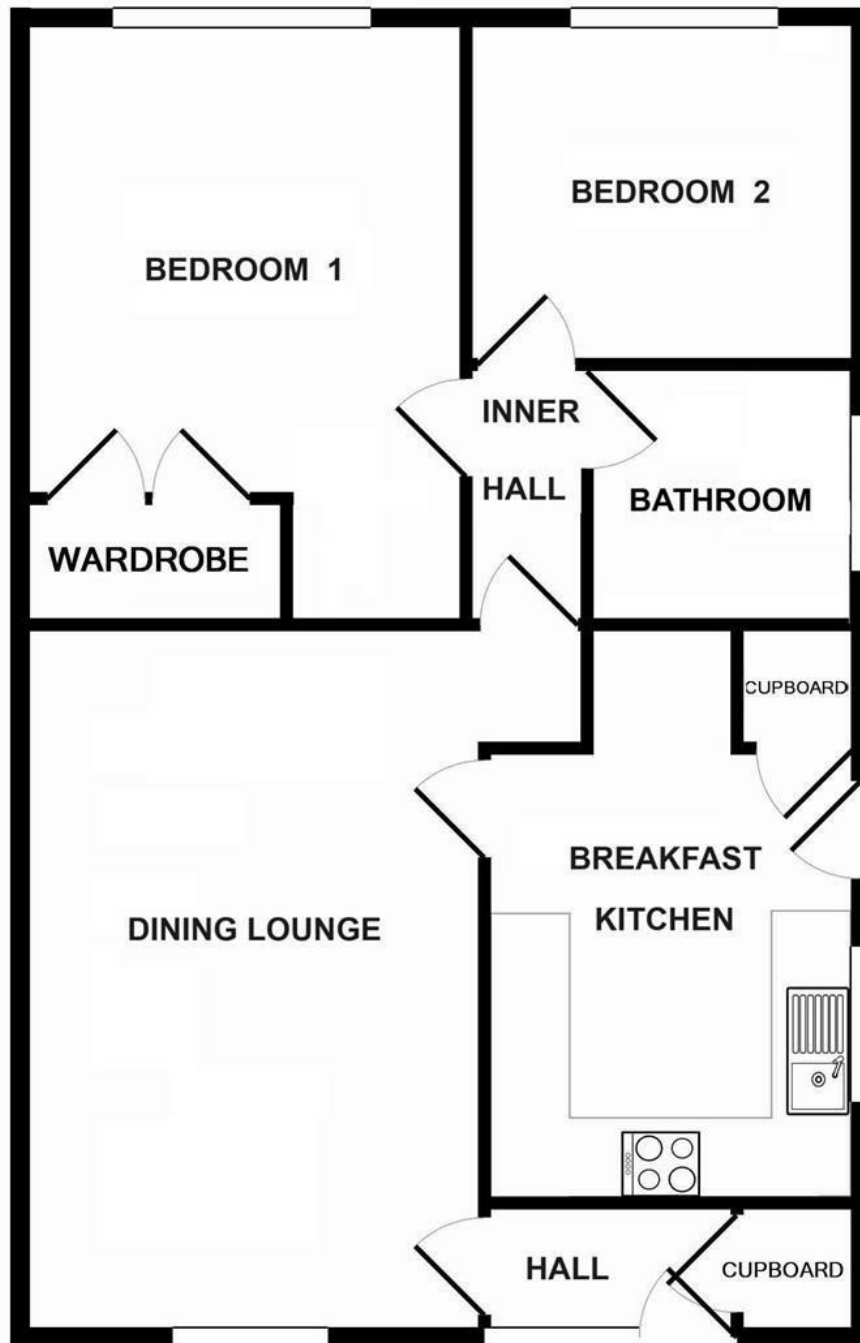 BEDROOM 2
BEDROOM 1
INNER
HALL
BATHROOM
WARDROBE
CUPBOARD
BREAKFAST
KITCHEN
DINING LOUNGE
HALL
CUPBOARD